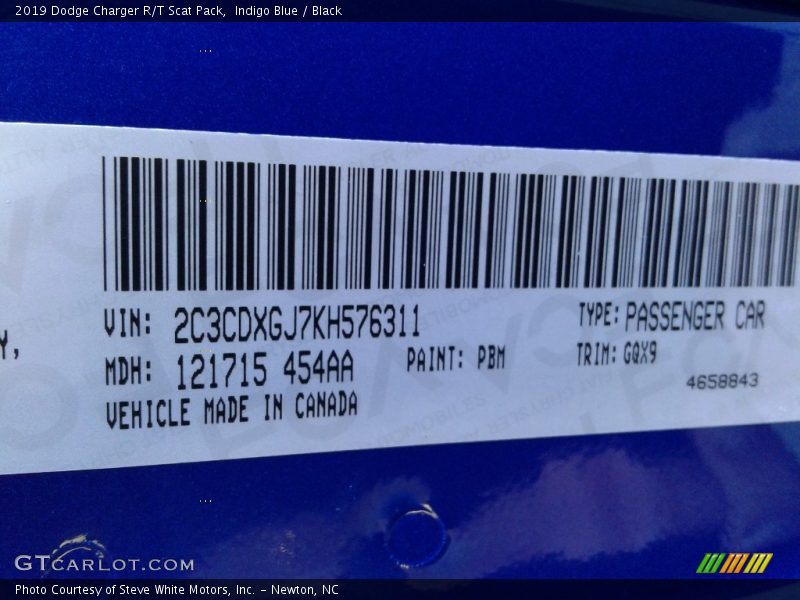 2019 Dodge Charger R/T Scat Pack,  Indigo Blue / Black
VIN: 2C3CDXGJ7KH576311
TYPE: PASSENGER CAR
Y,
MDH: 121715 454AA
PAINT: PBM
TRIM: GQX9
4658843
VEHICLE MADE IN CANADA
GTCARLOT.COM
Photo Courtesy of Steve White Motors, Inc. – Newton, NC